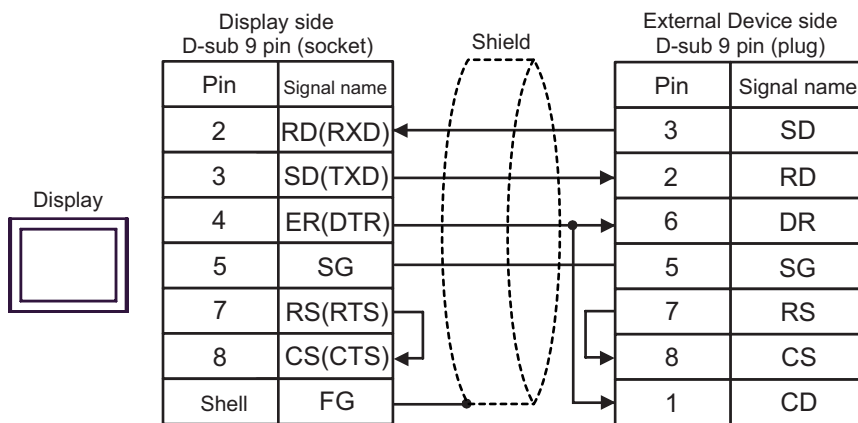 Display side
D-sub 9 pin (socket)
Shield
External Device side
D-sub 9 pin (plug)
Pin Signal name Pin Signal name
2 RD(RXD) 3 SD
3 SD(TXD) 2 RD
Display
4 ER(DTR) 6 DR
5 SG 5 SG
7 RS(RTS) 7 RS
8 CS(CTS) 8 CS
Shell FG 1 CD